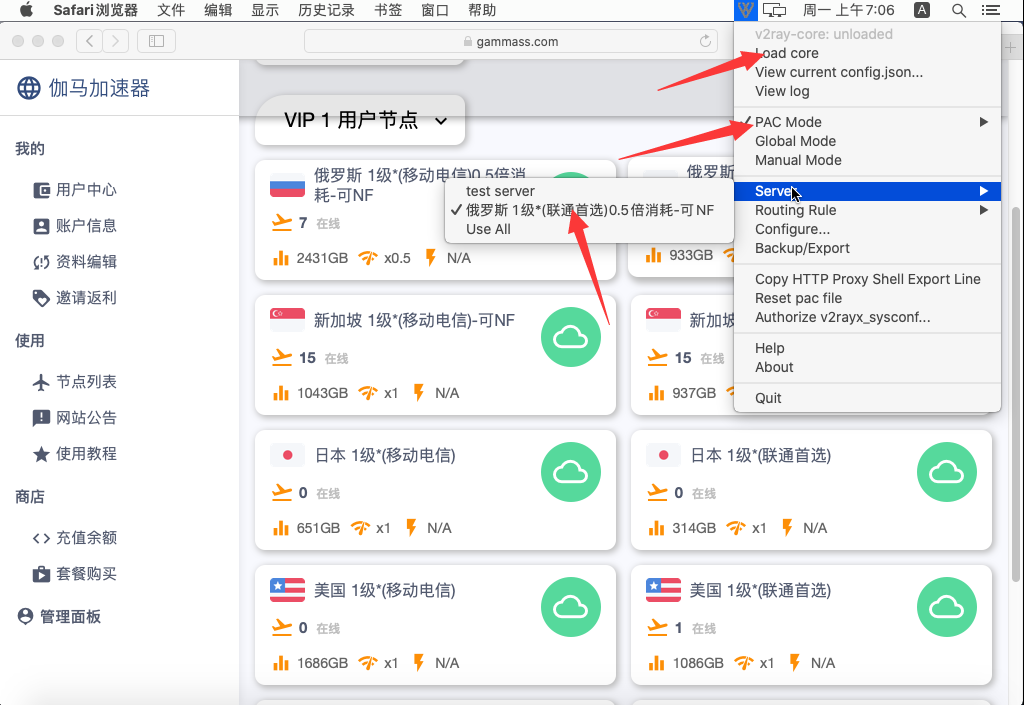 Safari浏览器 文件 编辑 显示 历史记录 书签 窗口 帮助 周一 上午7:06 A
gammass.com
伽马加速器
我的
用户中心
账户信息
资料编辑
邀请返利
使用
节点列表
网站公告
使用教程
商店
充值余额
套餐购买
管理面板
VIP 1 用户节点
俄罗斯 1级*(移动电信)0.5倍消
耗-可NF
7 在线
2431GB x0.5 N/A
俄罗斯
933GB
新加坡 1级*(移动电信)-可NF
15 在线
1043GB x1 N/A
新加坡
15 在线
937GB
日本 1级*(移动电信)
0 在线
651GB x1 N/A
日本 1级*(联通首选)
0 在线
314GB x1 N/A
美国 1级*(移动电信)
0 在线
1686GB x1 N/A
美国 1级*(联通首选)
1 在线
1086GB x1 N/A
v2ray-core: unloaded
Load core
View current config.json...
View log
PAC Mode
Global Mode
Manual Mode
Server
Routing Rule
Configure...
Backup/Export
Copy HTTP Proxy Shell Export Line
Reset pac file
Authorize v2rayx_sysconf...
Help
About
Quit
test server
俄罗斯 1级*(联通首选)0.5倍消耗-可NF
Use All